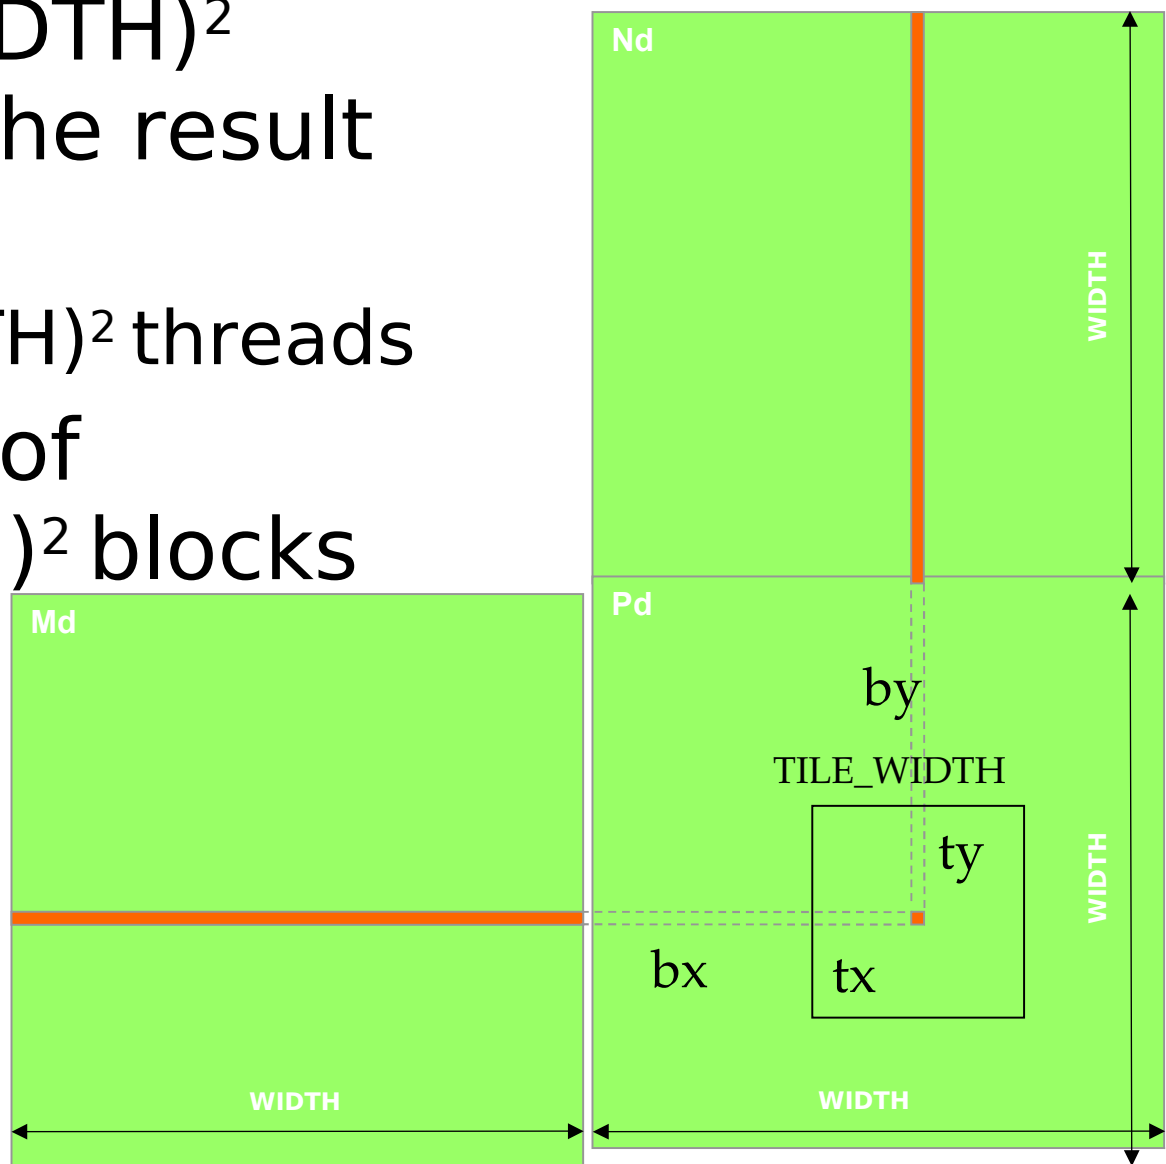 DTH)²
he result
TH)² threads
of
)² blocks
Nd
WIDTH
Md
WIDTH
Pd
by
TILE_WIDTH
ty
bx
tx
WIDTH
WIDTH